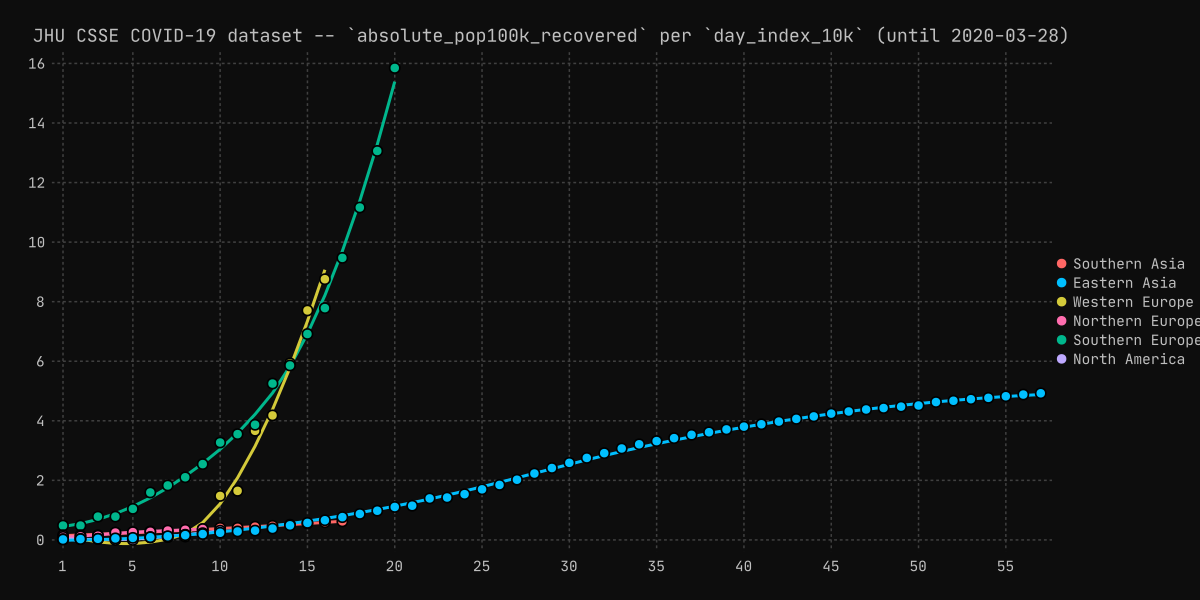 JHU CSSE COVID-19 dataset -- `absolute_pop100k_recovered` per `day_index_10k` (until 2020-03-28)
16
14
12
10
8
6
4
2
0
1 5 10 15 20 25 30 35 40 45 50 55
Southern Asia
Eastern Asia
Western Europe
Northern Europe
Southern Europe
North America